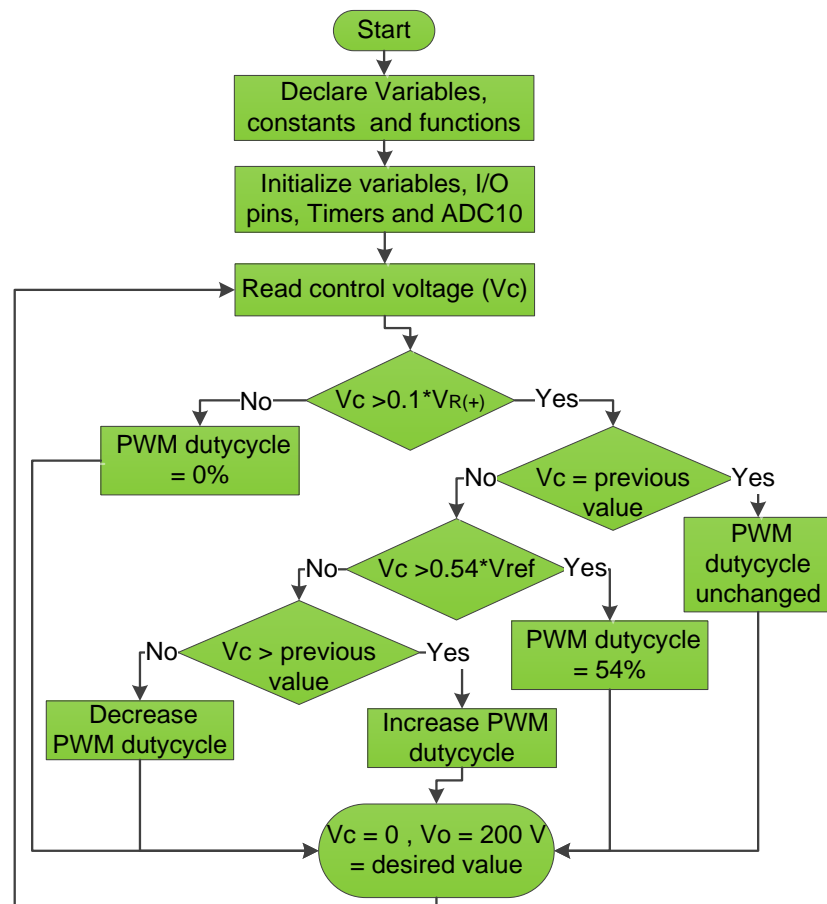 Start
Declare Variables,
constants and functions
Initialize variables, I/O
pins, Timers and ADC10
Read control voltage (Vc)
Vc >0.1*VR(+)
No
Yes
PWM dutycycle
= 0%
Vc = previous
value
No
Yes
PWM
dutycycle
unchanged
Vc >0.54*Vref
No
Yes
PWM dutycycle
= 54%
Vc > previous
value
No
Yes
Decrease
PWM dutycycle
Increase PWM
dutycycle
Vc = 0 , Vo = 200 V
= desired value